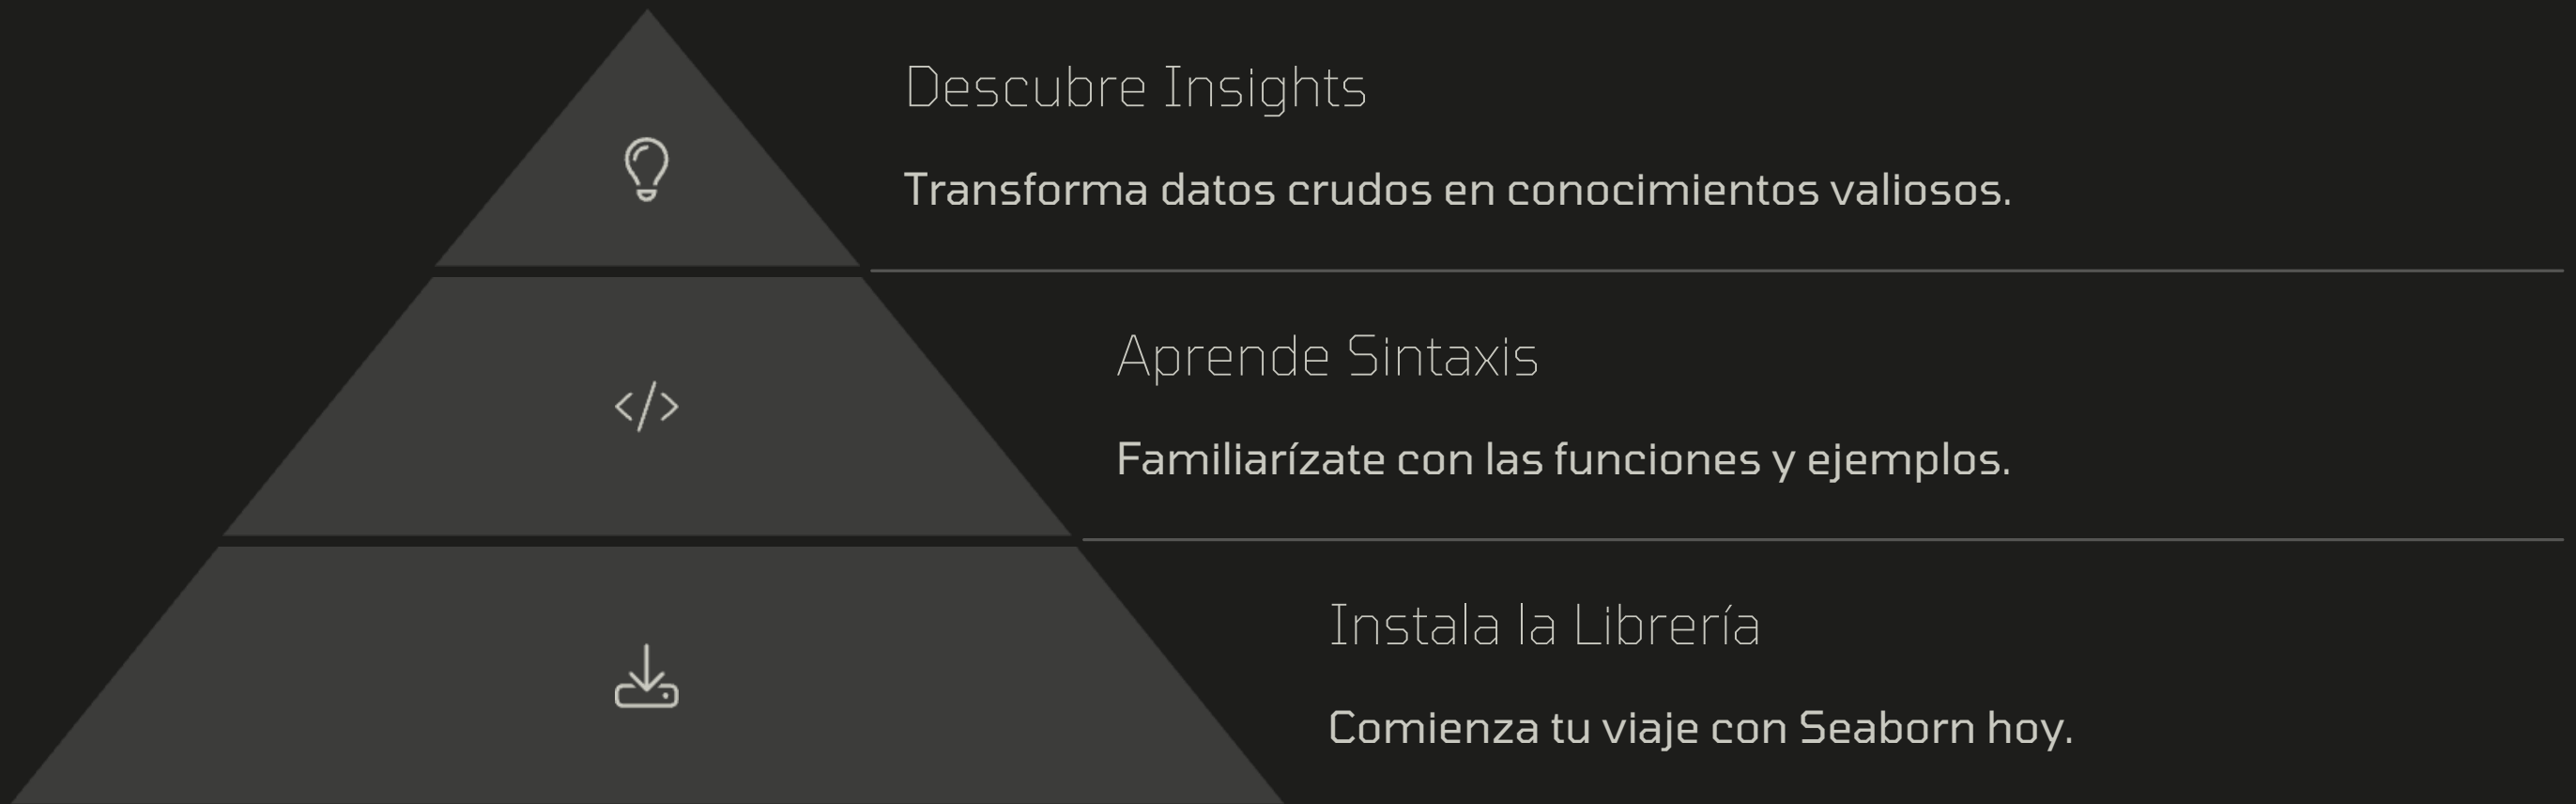 Descubre Insights
Transforma datos crudos en conocimientos valiosos.
Aprende Sintaxis
Familiarízate con las funciones y ejemplos.
Instala la Librería
Comienza tu viaje con Seaborn hoy.